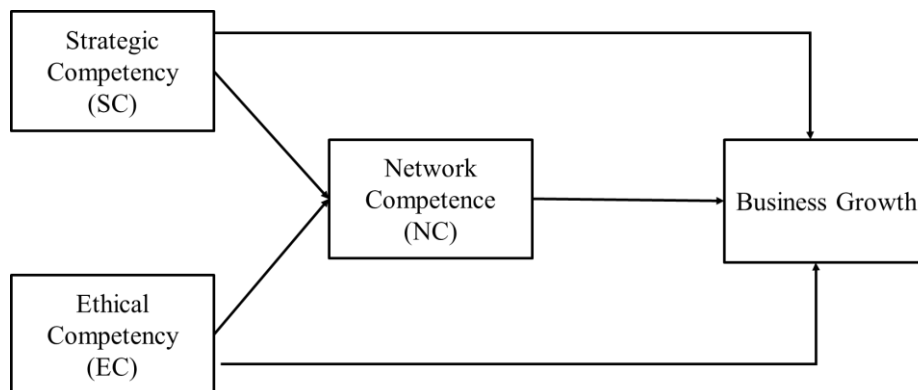 Strategic
Competency
(SC)
Network
Competence
(NC)
Business Growth
Ethical
Competency
(EC)